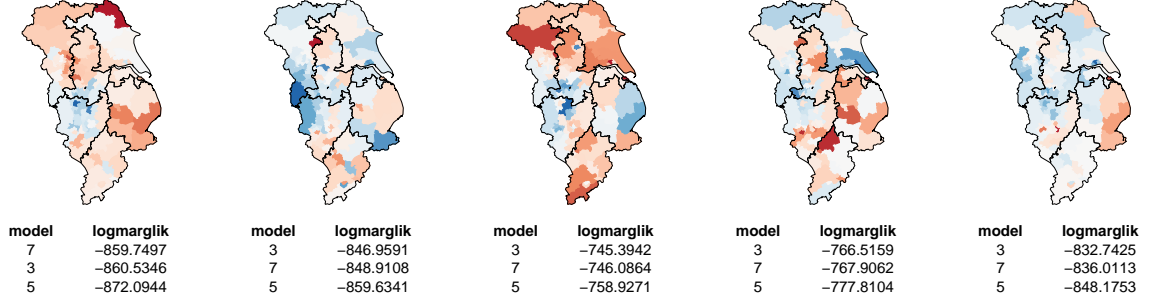 model logmarglik model logmarglik model logmarglik model logmarglik model logmarglik
7 −859.7497 3 −846.9591 3 −745.3942 3 −766.5159 3 −832.7425
3 −860.5346 7 −848.9108 7 −746.0864 7 −767.9062 7 −836.0113
5 −872.0944 5 −859.6341 5 −758.9271 5 −777.8104 5 −848.1753